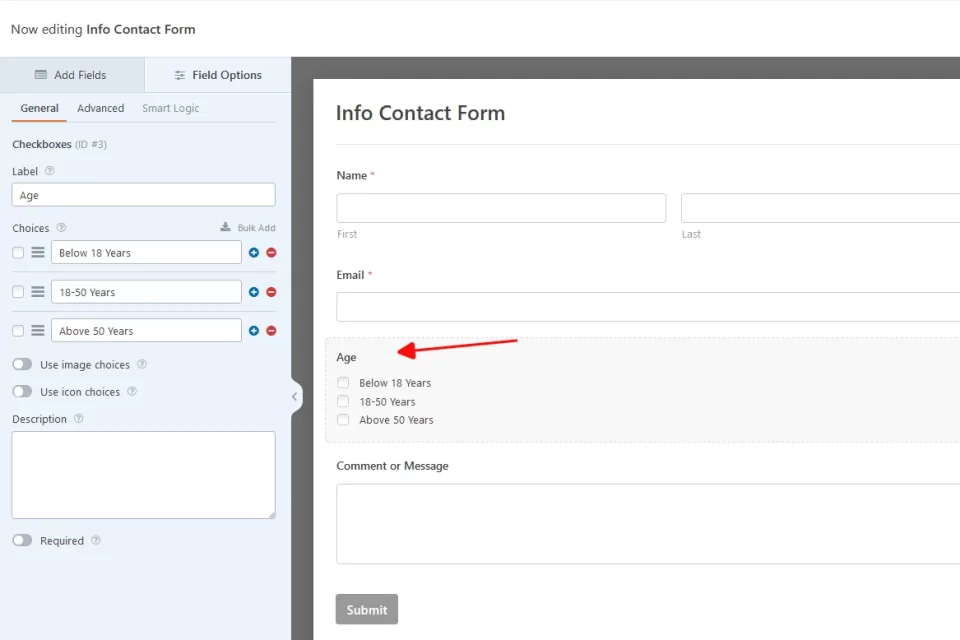 Now editing Info Contact Form
Add Fields
Field Options
General
Advanced
Smart Logic
Checkboxes (ID #3)
Label
Age
Choices
Bulk Add
Below 18 Years
18-50 Years
Above 50 Years
Use image choices
Use icon choices
Description
Required
Info Contact Form
Name *
First
Last
Email *
Age
Below 18 Years
18-50 Years
Above 50 Years
Comment or Message
Submit